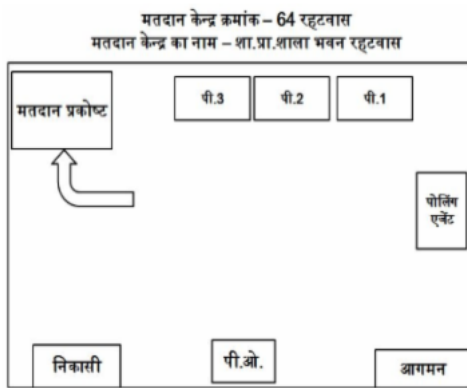 मतदान केन्द्र क्रमांक – 64 रहटवास
मतदान केन्द्र का नाम – शा.प्रा.शाला भवन रहटवास
मतदान प्रकोष्ट
पी.3
पी.2
पी.1
पोलिंग
एजेंट
निकासी
पी.ओ.
आगमन